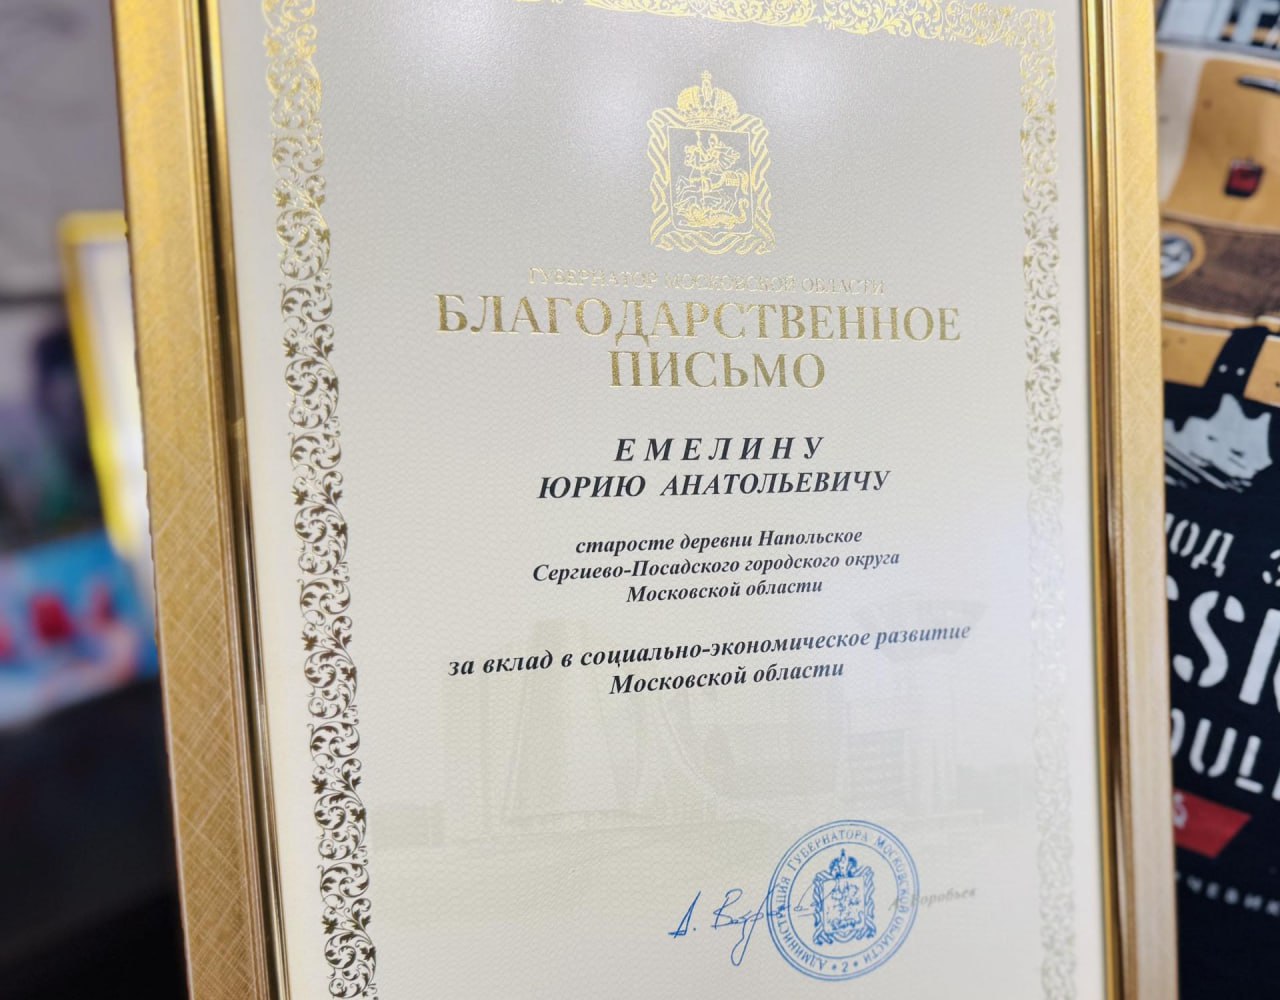 ГУБЕРНАТОР МОСКОВСКОЙ ОБЛАСТИ
БЛАГОДАРСТВЕННОЕ
ПИСЬМО
ЕМЕЛИНУ
ЮРИЮ АНАТОЛЬЕВИЧУ
старосте деревни Напольское
Сергиево-Посадского городского округа
Московской области
за вклад в социально-экономическое развитие
Московской области
А. Воробьев
АДМИНИСТРАЦИЯ ГУБЕРНАТОРА МОСКОВСКОЙ ОБЛАСТИ
* 2 *